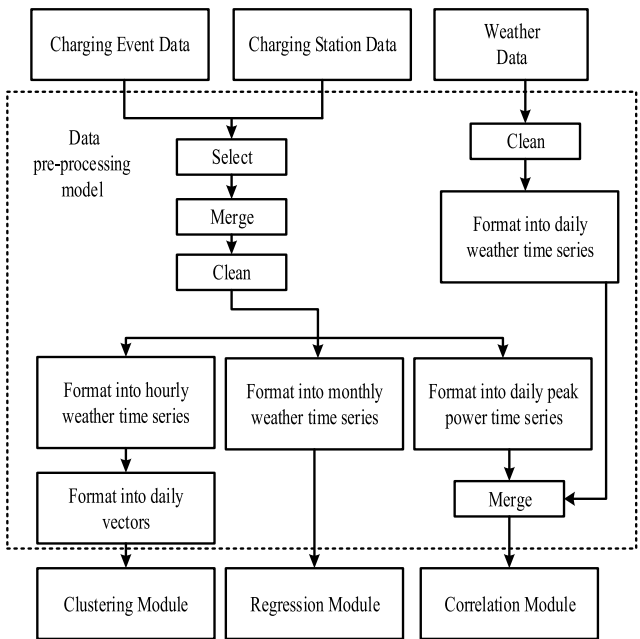 Charging Event Data
Charging Station Data
Weather
Data
Data
pre-processing
model
Select
Merge
Clean
Clean
Format into daily
weather time series
Format into hourly
weather time series
Format into monthly
weather time series
Format into daily peak
power time series
Format into daily
vectors
Merge
Clustering Module
Regression Module
Correlation Module